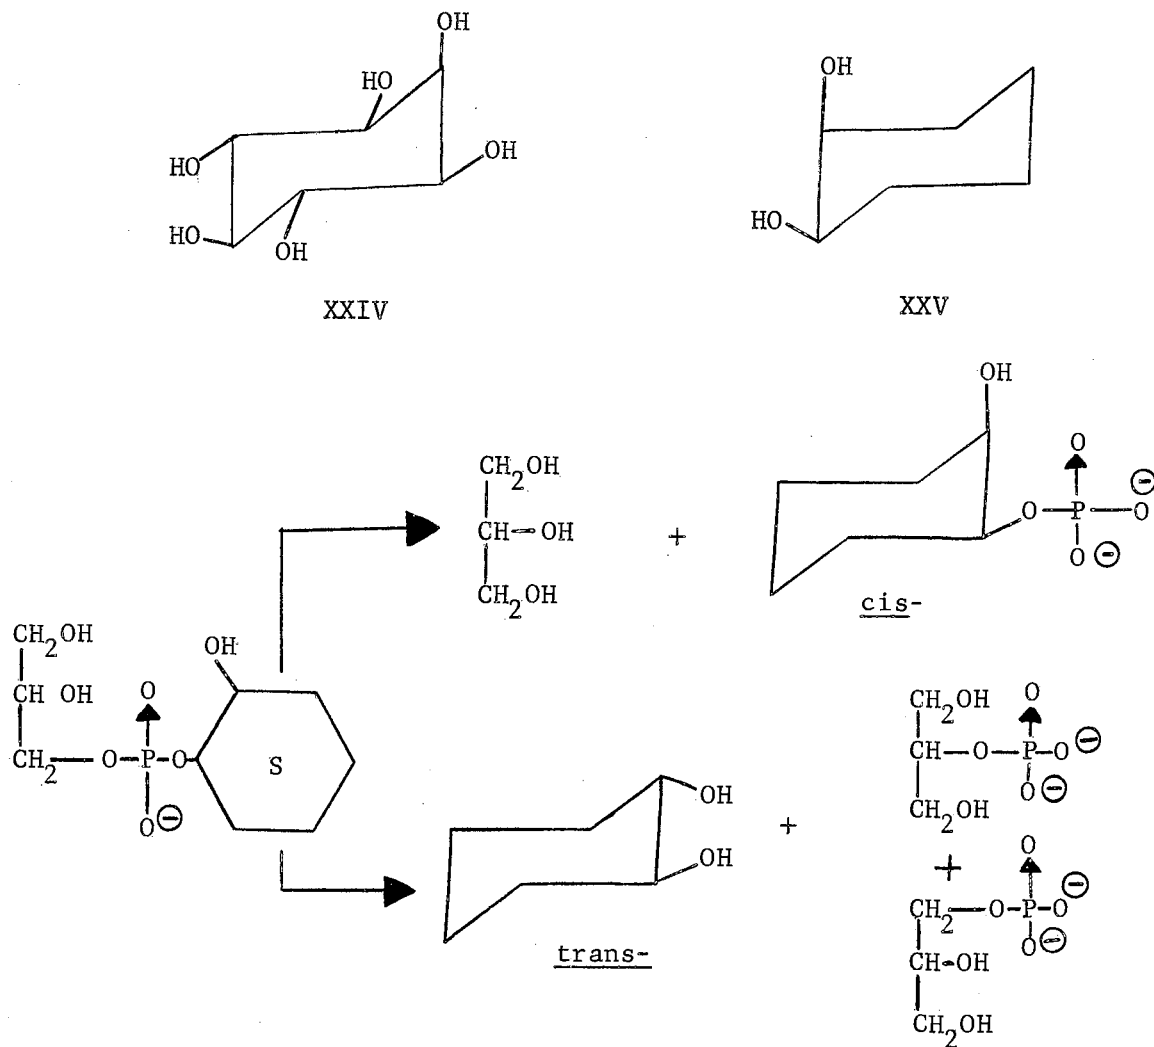 OH
HO
HO
OH
HO
OH
XXIV
OH
HO
XXV
CH2OH
CH-OH
CH2OH
+
OH
O
O-P-O⊖
O⊖
cis-
CH2OH
CH OH
CH2-O-P-O
O
O⊖
OH
S
OH
OH
trans-
+
CH2OH
O
CH-O-P-O⊖
O⊖
CH2OH
+
O
CH2-O-P-O⊖
O⊖
CH-OH
CH2OH